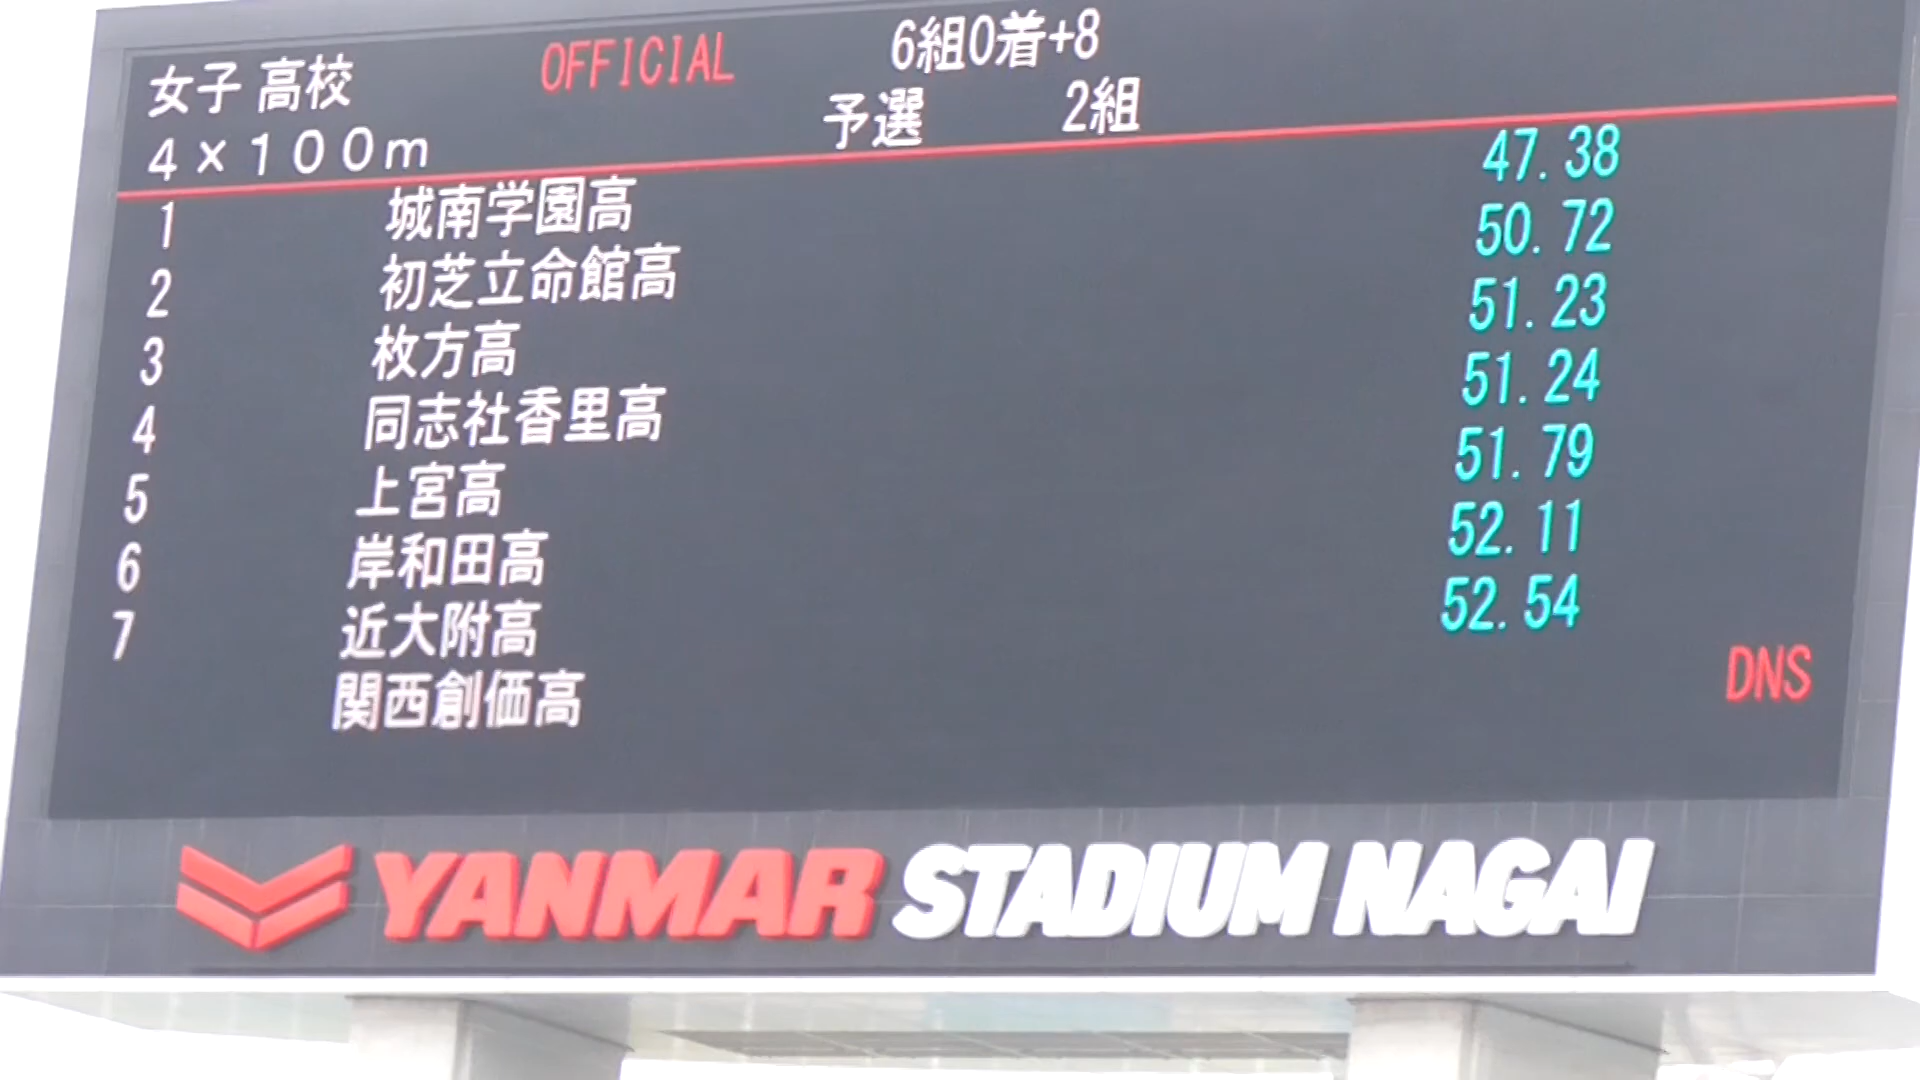 女子 高校 OFFICIAL 6組0着+8
4×100m 予選 2組
1 城南学園高 47.38
2 初芝立命館高 50.72
3 枚方高 51.23
4 同志社香里高 51.24
5 上宮高 51.79
6 岸和田高 52.11
7 近大附高 52.54
関西創価高 DNS
YANMAR STADIUM NAGAI